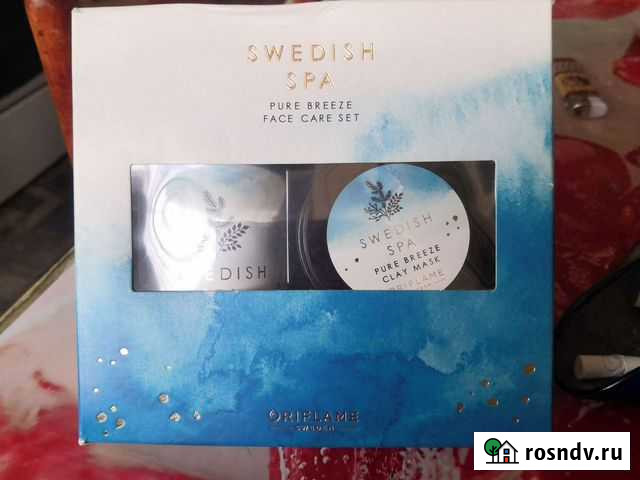 SWEDISH
SPA
PURE BREEZE
FACE CARE SET
EDISH
SWEDISH
SPA
PURE BREEZE
CLAY MASK
ORIFLAME
ORIFLAME
SWEDEN
rosndv.ru